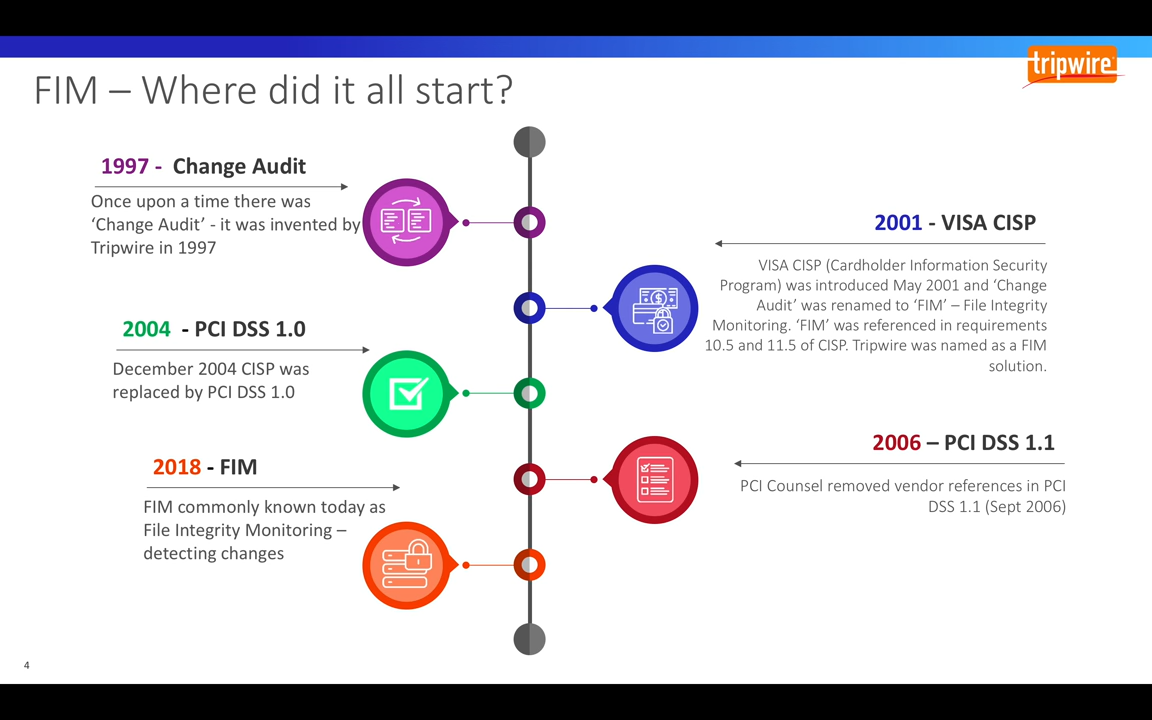 tripwire
FIM – Where did it all start?
1997 - Change Audit
Once upon a time there was
‘Change Audit’ - it was invented by
Tripwire in 1997
2001 - VISA CISP
VISA CISP (Cardholder Information Security
Program) was introduced May 2001 and ‘Change
Audit’ was renamed to ‘FIM’ – File Integrity
Monitoring. ‘FIM’ was referenced in requirements
10.5 and 11.5 of CISP. Tripwire was named as a FIM
solution.
2004 - PCI DSS 1.0
December 2004 CISP was
replaced by PCI DSS 1.0
2006 – PCI DSS 1.1
PCI Counsel removed vendor references in PCI
DSS 1.1 (Sept 2006)
2018 - FIM
FIM commonly known today as
File Integrity Monitoring –
detecting changes
4